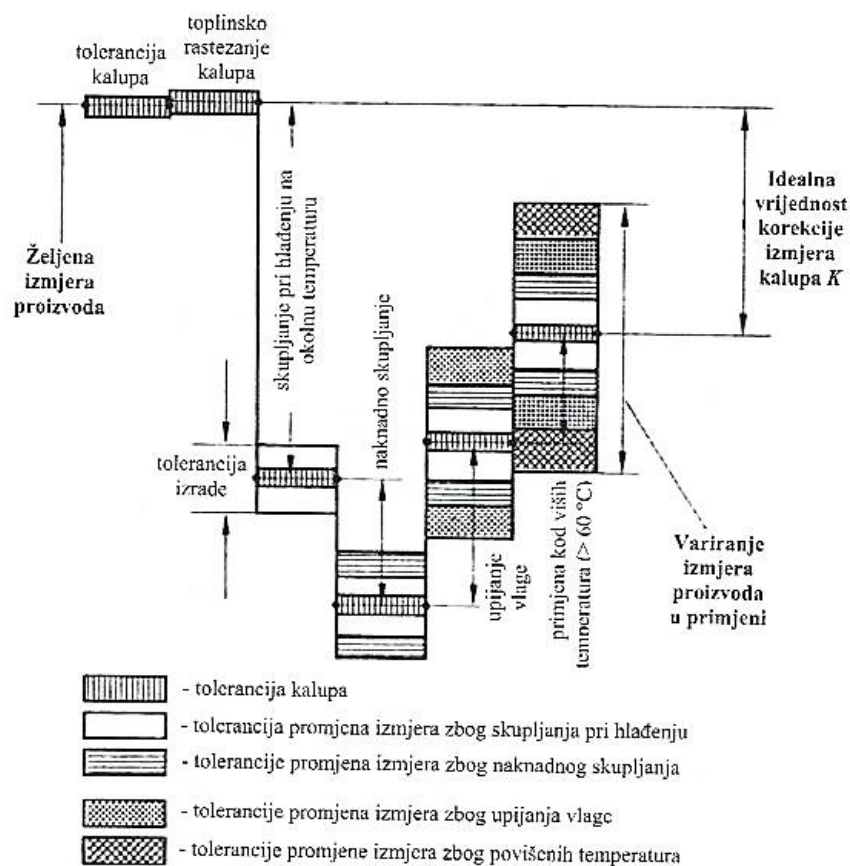 tolerancija
kalupa
toplinsko
rastezanje
kalupa
Željena
izmjera
proizvoda
skupljanje pri hlađenju na
okolnu temperaturu
naknadno skupljanje
tolerancija
izrade
upijanje
vlage
primjena kod viših
temperatura (> 60 °C)
Idealna
vrijednost
korekcije
izmjera
kalupa K
Variranje
izmjera
proizvoda
u primjeni
- tolerancija kalupa
- tolerancija promjena izmjera zbog skupljanja pri hlađenju
- tolerancije promjena izmjera zbog naknadnog skupljanja
- tolerancije promjena izmjera zbog upijanja vlage
- tolerancije promjene izmjera zbog povišenih temperatura